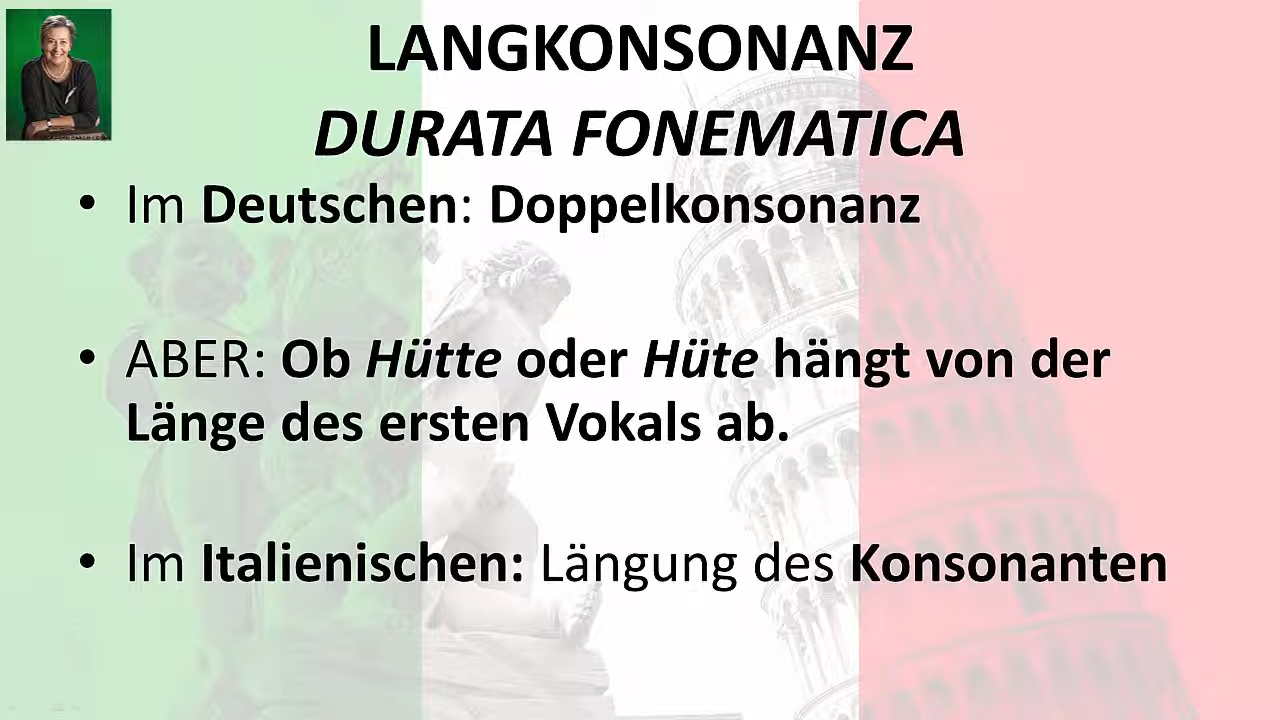 LANGKONSONANZ
DURATA FONEMATICA
• Im Deutschen: Doppelkonsonanz
• ABER: Ob Hütte oder Hüte hängt von der
Länge des ersten Vokals ab.
• Im Italienischen: Längung des Konsonanten